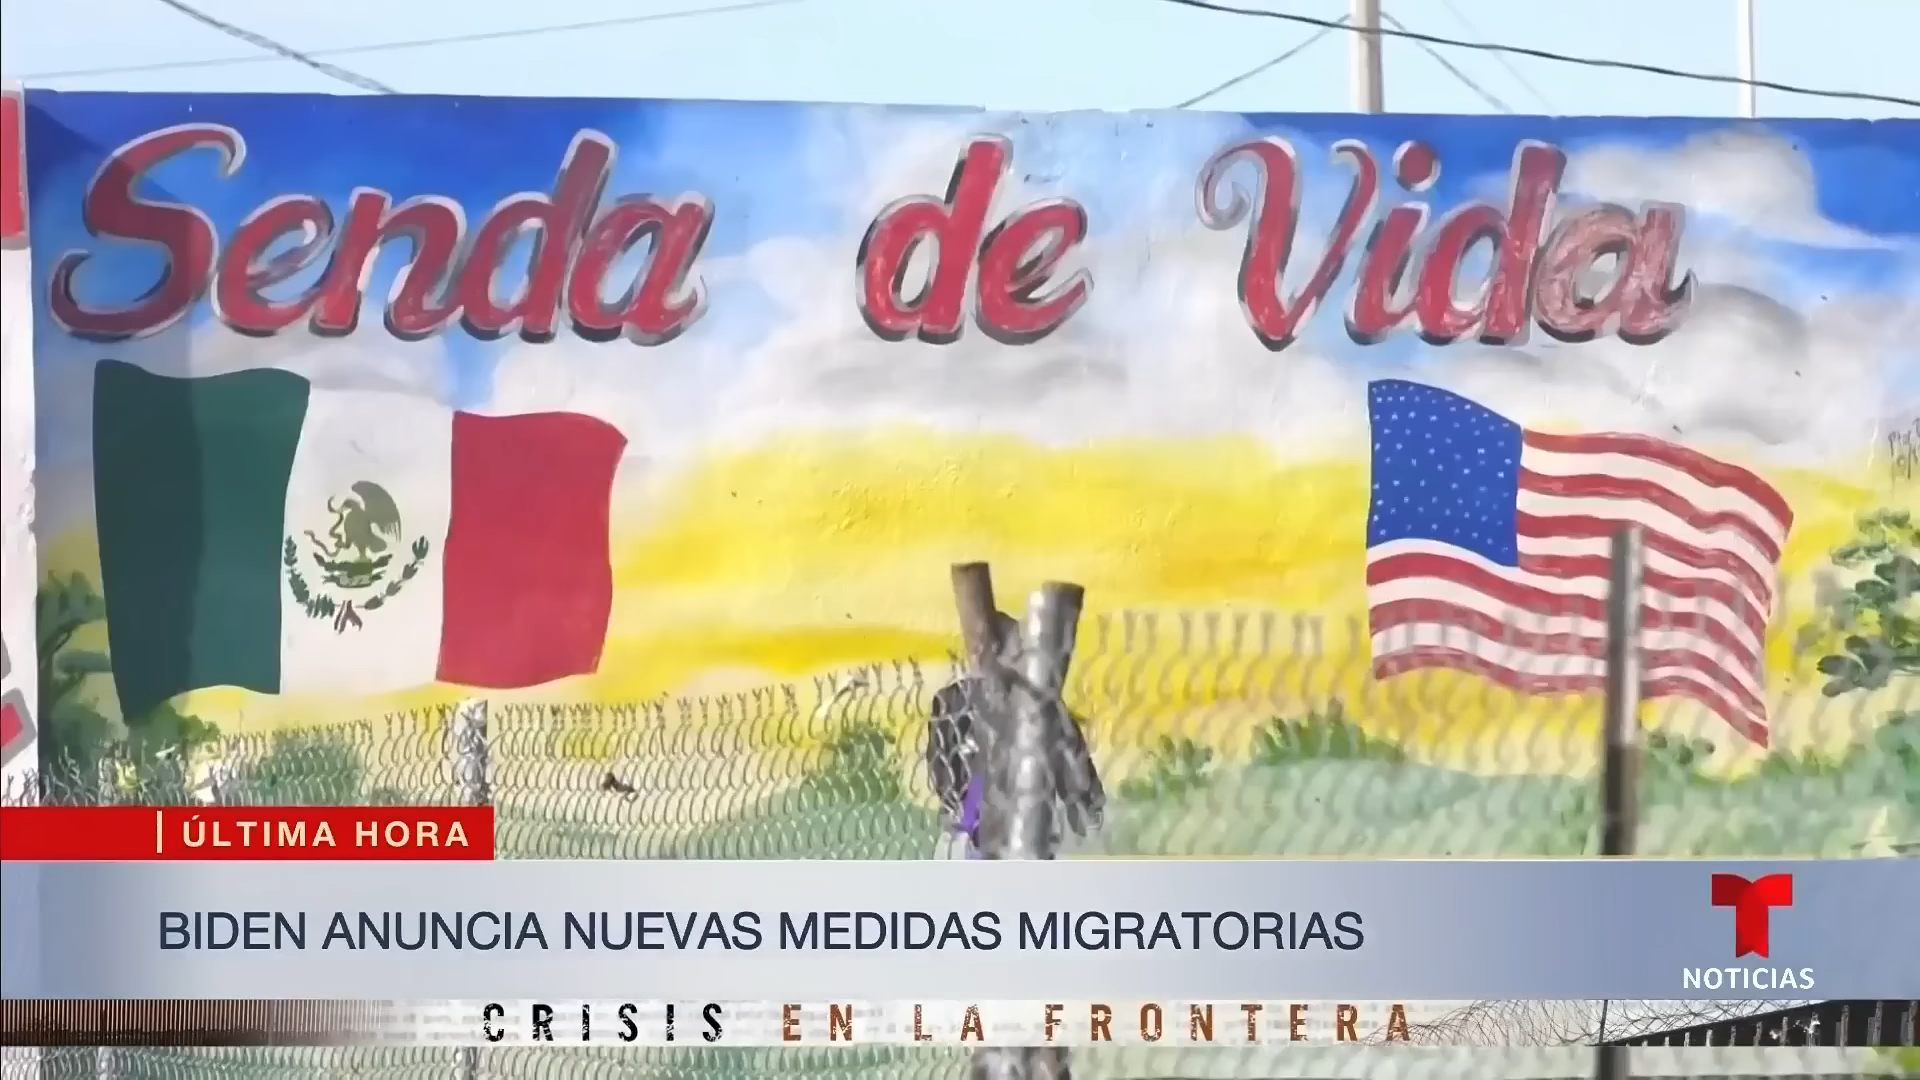 Senda de Vida
ÚLTIMA HORA
BIDEN ANUNCIA NUEVAS MEDIDAS MIGRATORIAS
NOTICIAS
CRISIS EN LA FRONTERA